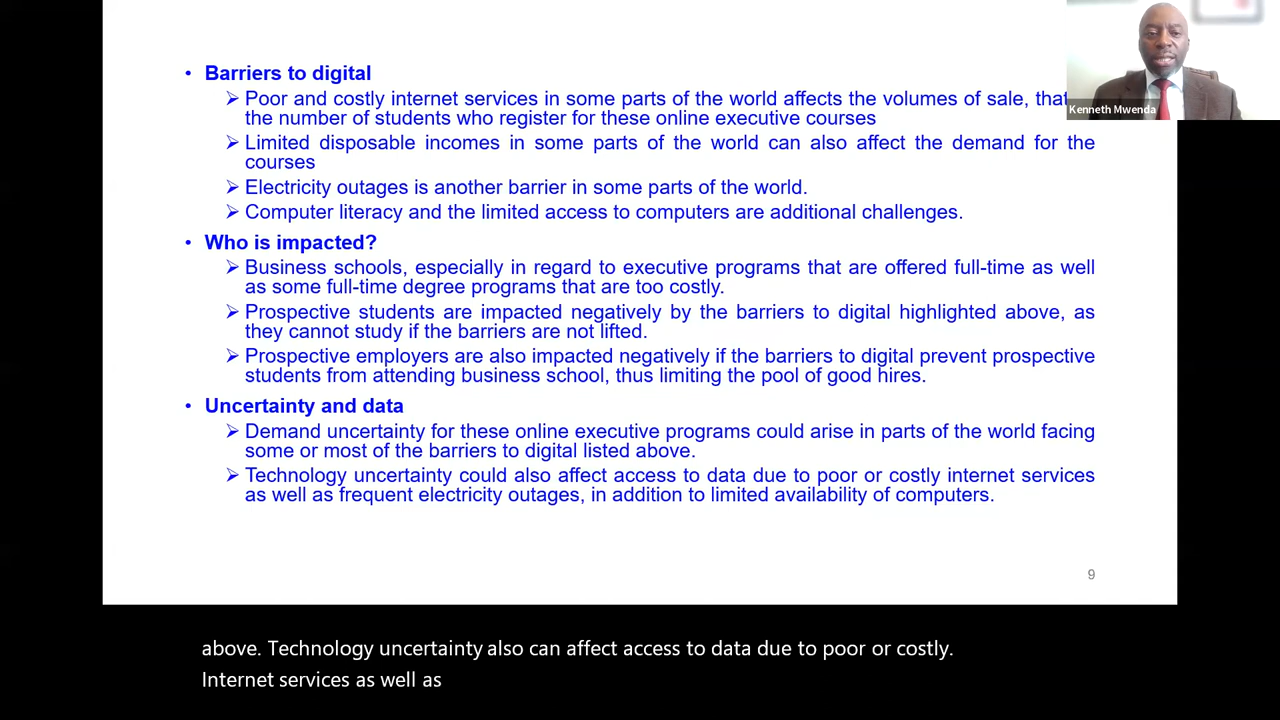 • Barriers to digital
➢ Poor and costly internet services in some parts of the world affects the volumes of sale, that
the number of students who register for these online executive courses
➢ Limited disposable incomes in some parts of the world can also affect the demand for the
courses
➢ Electricity outages is another barrier in some parts of the world.
➢ Computer literacy and the limited access to computers are additional challenges.
• Who is impacted?
➢ Business schools, especially in regard to executive programs that are offered full-time as well
as some full-time degree programs that are too costly.
➢ Prospective students are impacted negatively by the barriers to digital highlighted above, as
they cannot study if the barriers are not lifted.
➢ Prospective employers are also impacted negatively if the barriers to digital prevent prospective
students from attending business school, thus limiting the pool of good hires.
• Uncertainty and data
➢ Demand uncertainty for these online executive programs could arise in parts of the world facing
some or most of the barriers to digital listed above.
➢ Technology uncertainty could also affect access to data due to poor or costly internet services
as well as frequent electricity outages, in addition to limited availability of computers.
9
Kenneth Mwenda
above. Technology uncertainty also can affect access to data due to poor or costly.
Internet services as well as